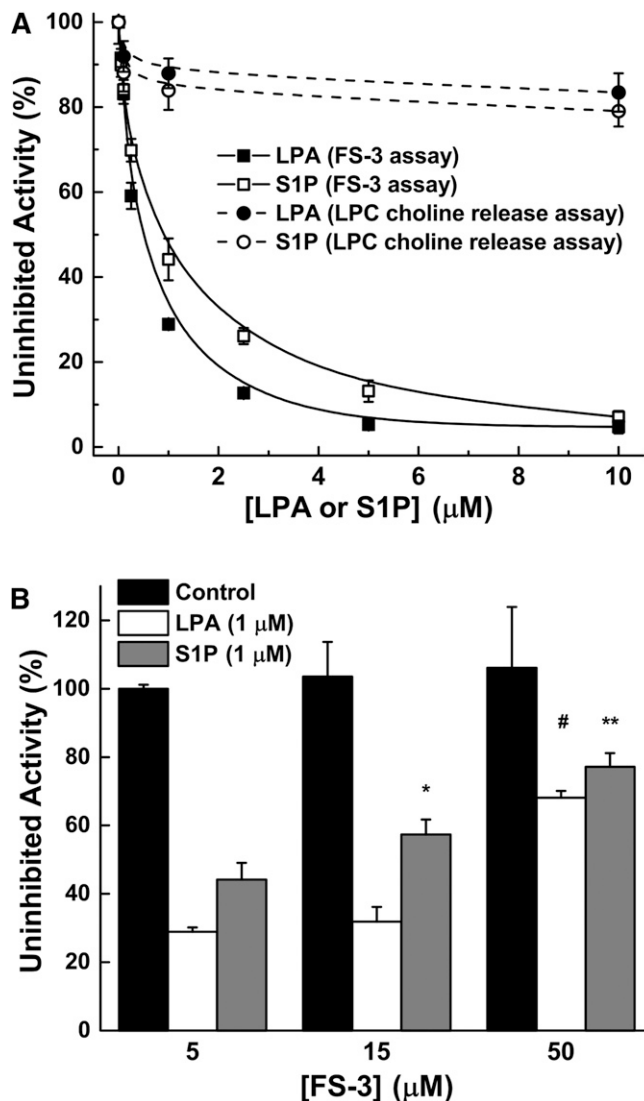 A
100
80
60
40
20
0
Uninhibited Activity (%)
LPA (FS-3 assay)
S1P (FS-3 assay)
LPA (LPC choline release assay)
S1P (LPC choline release assay)
0 2 4 6 8 10
[LPA or S1P] (μM)
B
Control
LPA (1 μM)
S1P (1 μM)
120
100
80
60
40
20
0
Uninhibited Activity (%)
*
#
**
5 15 50
[FS-3] (μM)